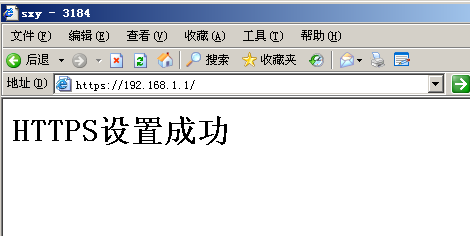 sxy - 3184
文件(F) 编辑(E) 查看(V) 收藏(A) 工具(T) 帮助(H)
后退 搜索 收藏夹
地址(D) https://192.168.1.1/
HTTPS设置成功